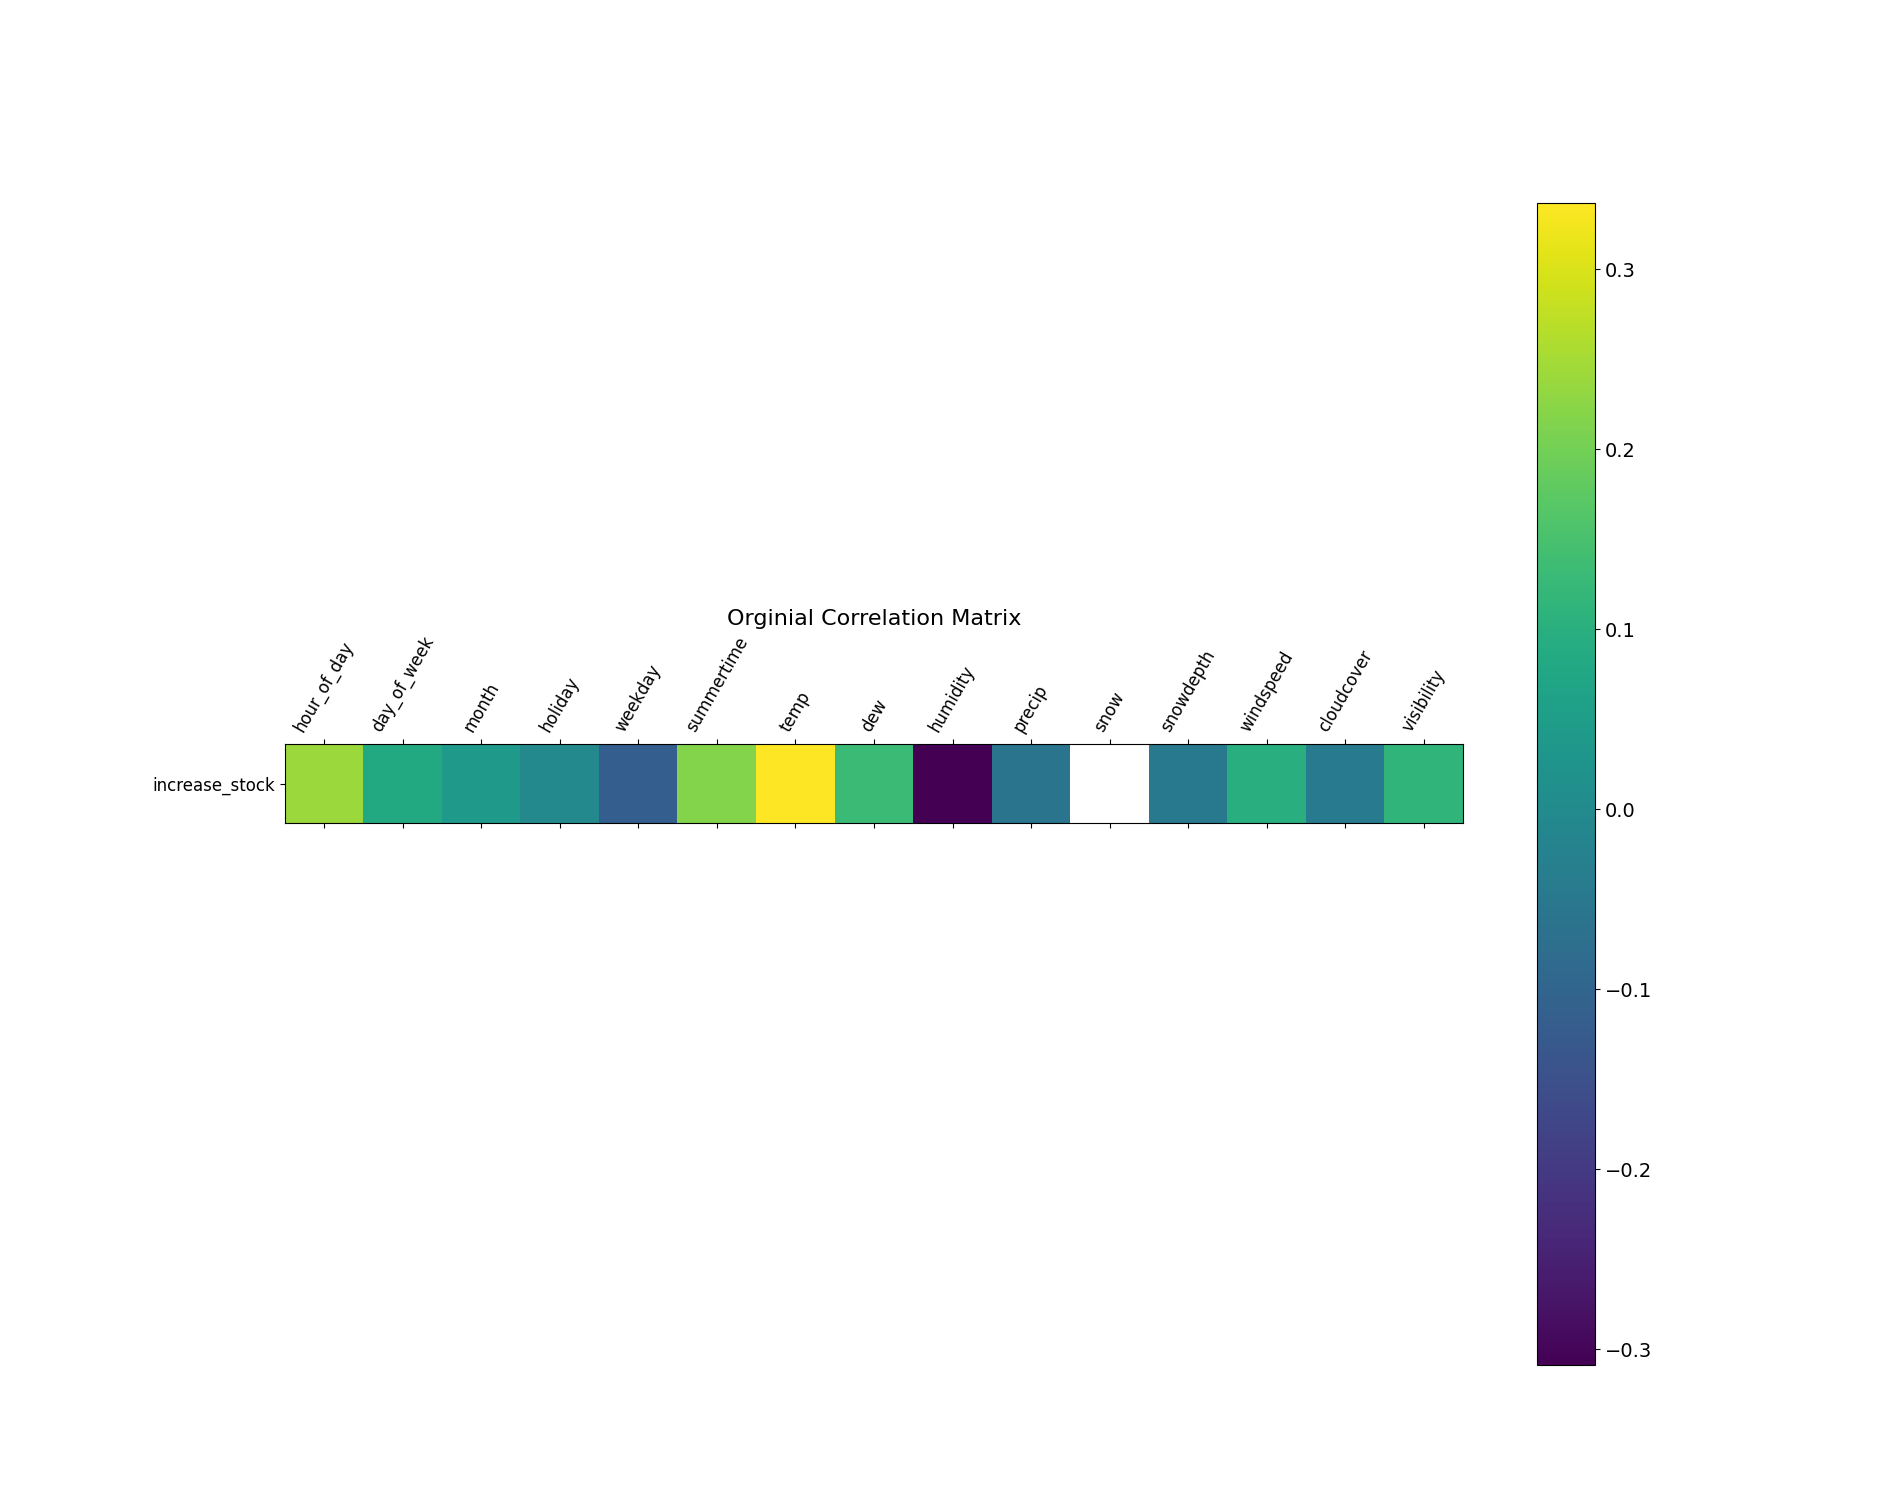 Orginial Correlation Matrix
hour_of_day
day_of_week
month
holiday
weekday
summertime
temp
dew
humidity
precip
snow
snowdepth
windspeed
cloudcover
visibility
increase_stock
0.3
0.2
0.1
0.0
−0.1
−0.2
−0.3